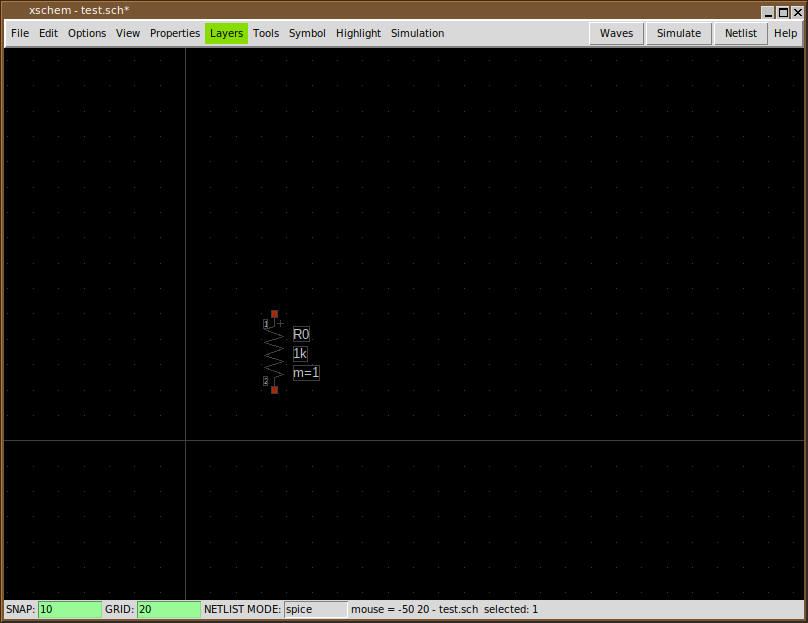 xschem - test.sch*
File Edit Options View Properties Layers Tools Symbol Highlight Simulation Waves Simulate Netlist Help
1
R0
1k
m=1
2
SNAP: 10 GRID: 20 NETLIST MODE: spice mouse = -50 20 - test.sch selected: 1